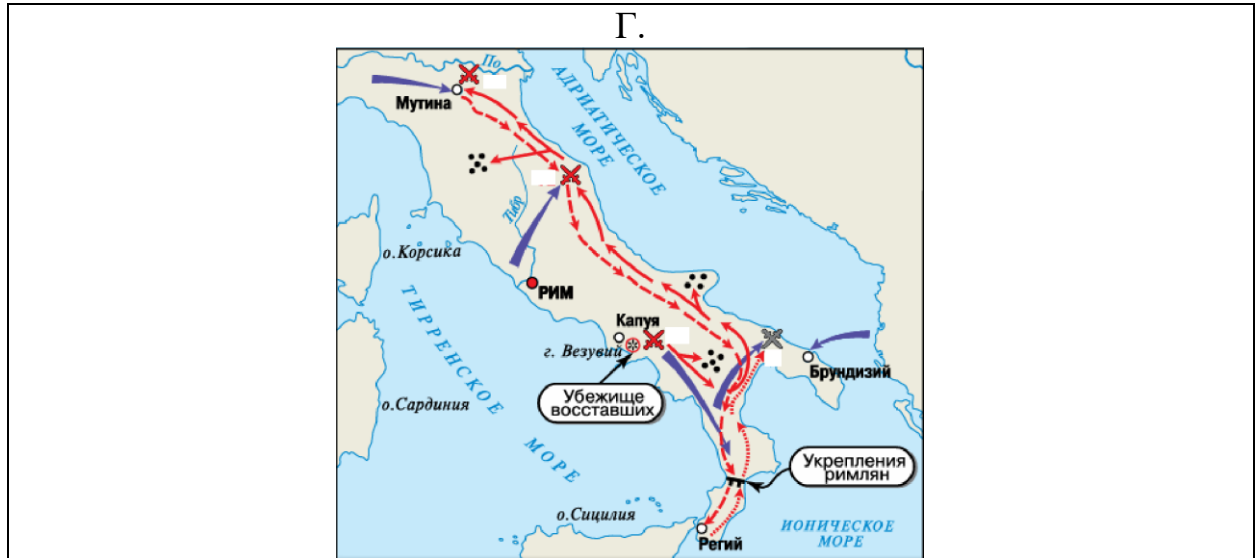 Г.
По
Мутина
АДРИАТИЧЕСКОЕ
МОРЕ
Тибр
о.Корсика
РИМ
ТИРРЕНСКОЕ
МОРЕ
Капуя
г. Везувий
Брундизий
Убежище
восставших
о.Сардиния
Укрепления
римлян
о.Сицилия
Регий
ИОНИЧЕСКОЕ
МОРЕ